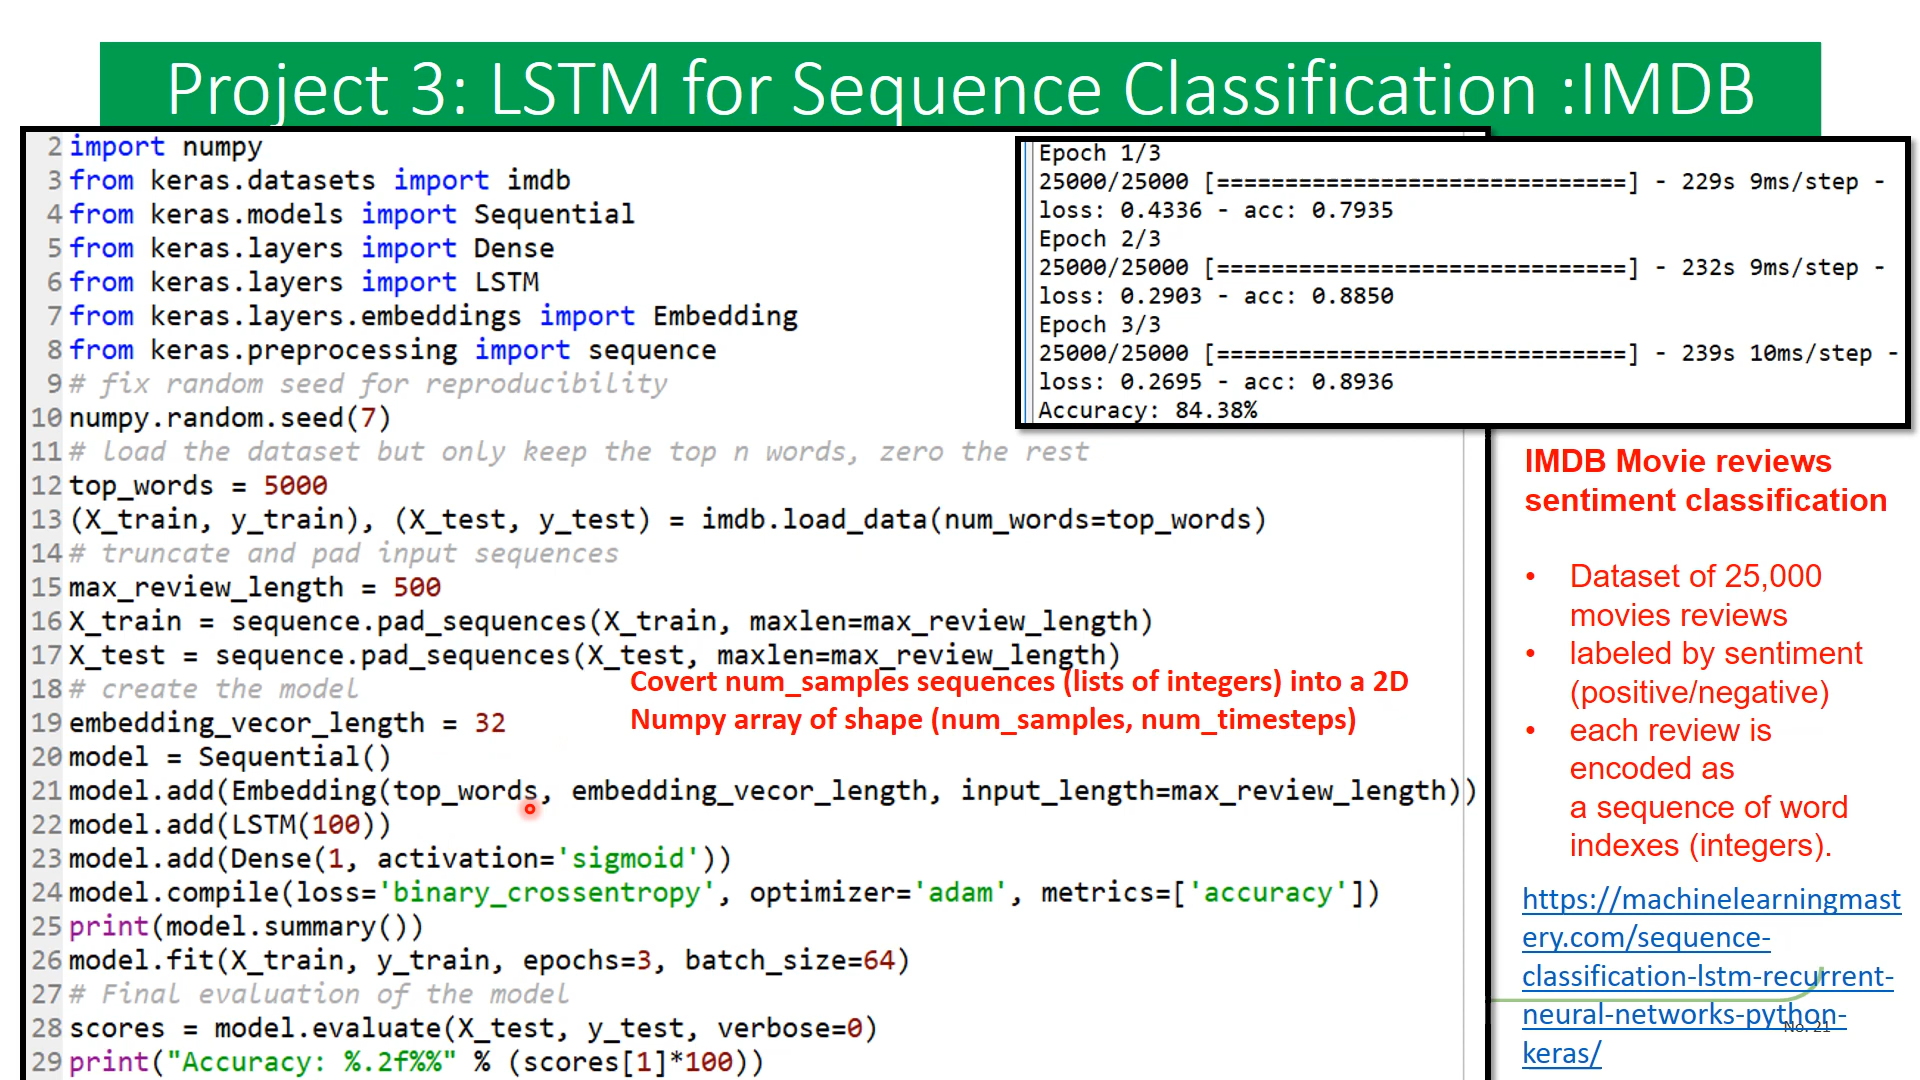 Project 3: LSTM for Sequence Classification :IMDB
2 import numpy
3 from keras.datasets import imdb
4 from keras.models import Sequential
5 from keras.layers import Dense
6 from keras.layers import LSTM
7 from keras.layers.embeddings import Embedding
8 from keras.preprocessing import sequence
9 # fix random seed for reproducibility
10 numpy.random.seed(7)
11 # load the dataset but only keep the top n words, zero the rest
12 top_words = 5000
13 (X_train, y_train), (X_test, y_test) = imdb.load_data(num_words=top_words)
14 # truncate and pad input sequences
15 max_review_length = 500
16 X_train = sequence.pad_sequences(X_train, maxlen=max_review_length)
17 X_test = sequence.pad_sequences(X_test, maxlen=max_review_length)
18 # create the model
19 embedding_vecor_length = 32
20 model = Sequential()
21 model.add(Embedding(top_words, embedding_vecor_length, input_length=max_review_length))
22 model.add(LSTM(100))
23 model.add(Dense(1, activation='sigmoid'))
24 model.compile(loss='binary_crossentropy', optimizer='adam', metrics=['accuracy'])
25 print(model.summary())
26 model.fit(X_train, y_train, epochs=3, batch_size=64)
27 # Final evaluation of the model
28 scores = model.evaluate(X_test, y_test, verbose=0)
29 print("Accuracy: %.2f%%" % (scores[1]*100))
Covert num_samples sequences (lists of integers) into a 2D
Numpy array of shape (num_samples, num_timesteps)
Epoch 1/3
25000/25000 [==============================] - 229s 9ms/step -
loss: 0.4336 - acc: 0.7935
Epoch 2/3
25000/25000 [==============================] - 232s 9ms/step -
loss: 0.2903 - acc: 0.8850
Epoch 3/3
25000/25000 [==============================] - 239s 10ms/step -
loss: 0.2695 - acc: 0.8936
Accuracy: 84.38%
IMDB Movie reviews
sentiment classification
• Dataset of 25,000
movies reviews
• labeled by sentiment
(positive/negative)
• each review is
encoded as
a sequence of word
indexes (integers).
https://machinelearningmast
ery.com/sequence-
classification-lstm-recurrent-
neural-networks-python-
keras/
No. 21